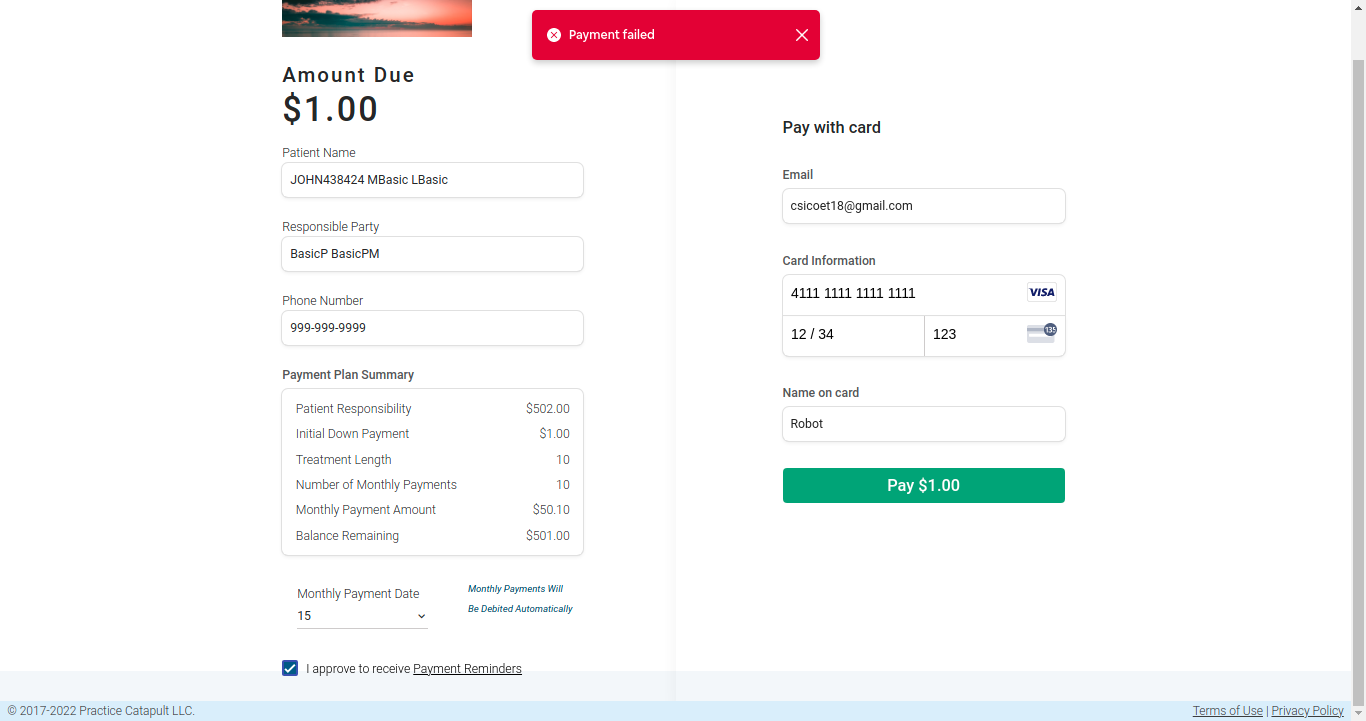 Payment failed
Amount Due
$1.00
Patient Name
JOHN438424 MBasic LBasic
Responsible Party
BasicP BasicPM
Phone Number
999-999-9999
Payment Plan Summary
Patient Responsibility $502.00
Initial Down Payment $1.00
Treatment Length 10
Number of Monthly Payments 10
Monthly Payment Amount $50.10
Balance Remaining $501.00
Monthly Payment Date
15
Monthly Payments Will
Be Debited Automatically
I approve to receive Payment Reminders
Pay with card
Email
csicoet18@gmail.com
Card Information
4111 1111 1111 1111 VISA
12 / 34 123 135
Name on card
Robot
Pay $1.00
© 2017-2022 Practice Catapult LLC. Terms of Use | Privacy Policy